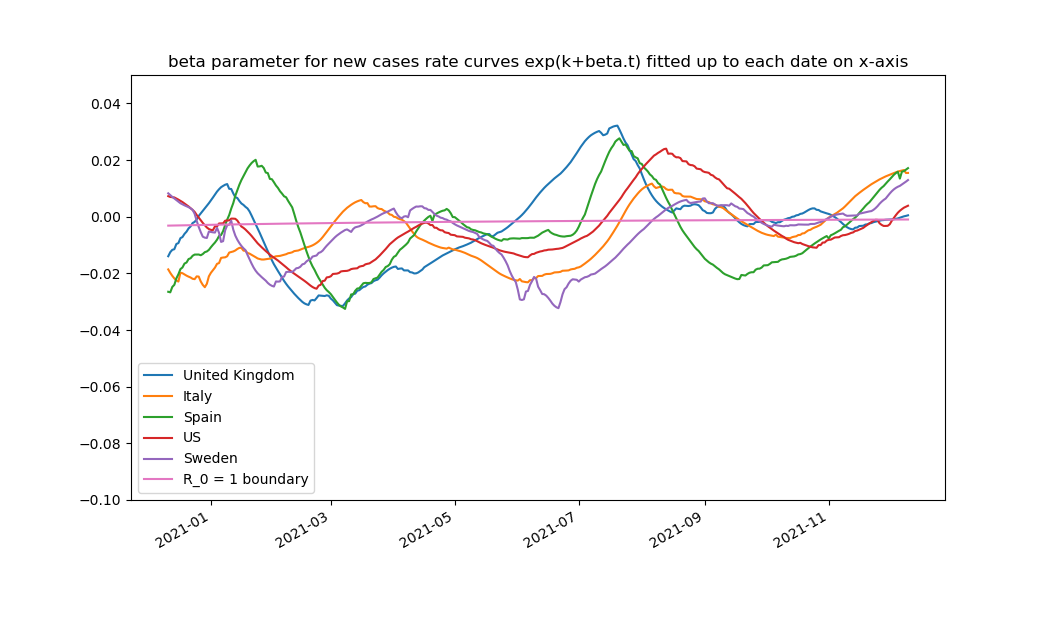 beta parameter for new cases rate curves exp(k+beta.t) fitted up to each date on x-axis
0.04
0.02
0.00
−0.02
−0.04
−0.06
−0.08
−0.10
United Kingdom
Italy
Spain
US
Sweden
R_0 = 1 boundary
2021-01
2021-03
2021-05
2021-07
2021-09
2021-11